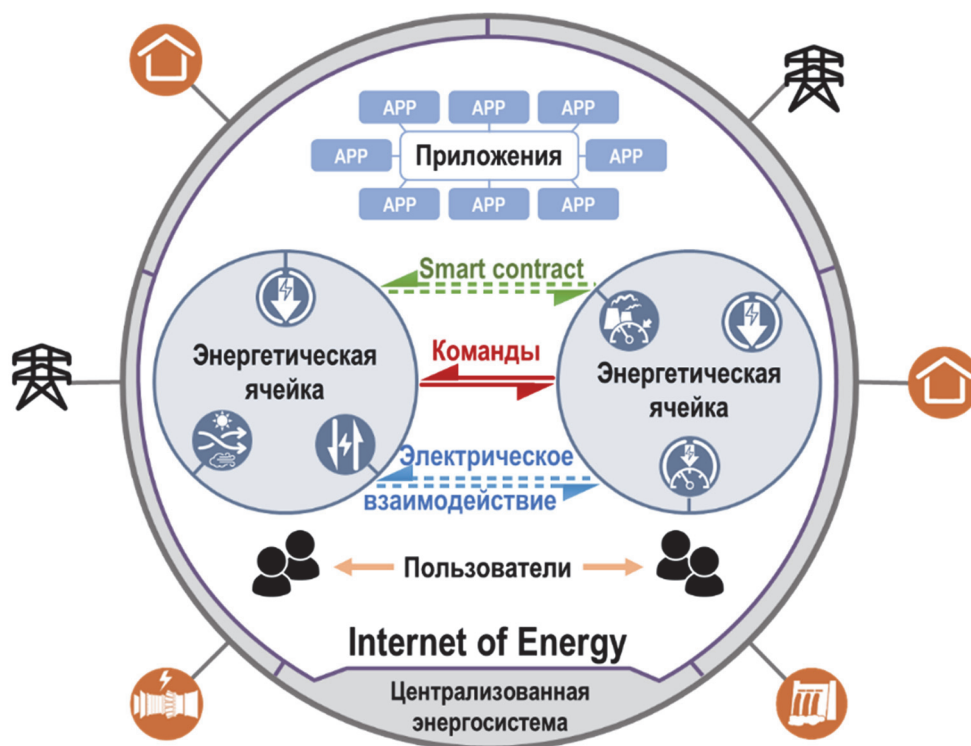 APP APP APP
APP Приложения APP
APP APP APP
Smart contract
Энергетическая
ячейка
Команды
Энергетическая
ячейка
Электрическое
взаимодействие
Пользователи
Internet of Energy
Централизованная
энергосистема